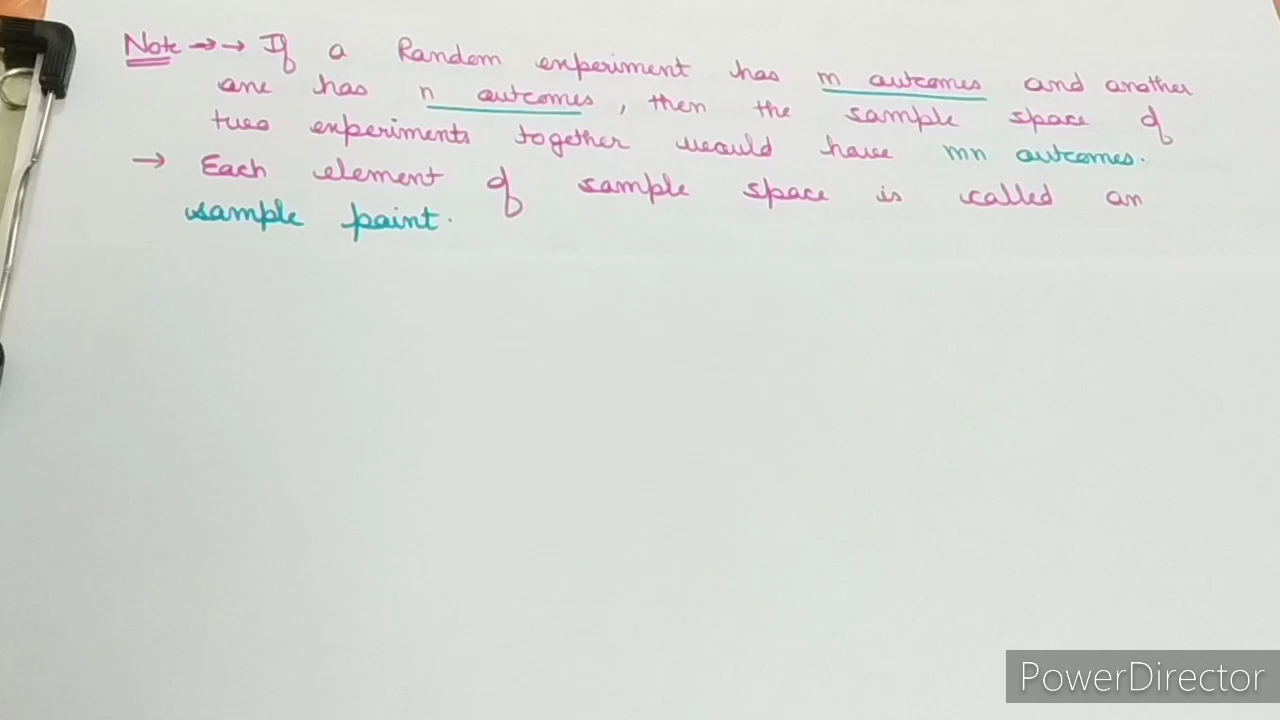 Note →→ If a Random experiment has m outcomes and another
one has n outcomes, then the sample space of
two experiments together would have mn outcomes.
→ Each element of sample space is called an
sample point.
PowerDirector